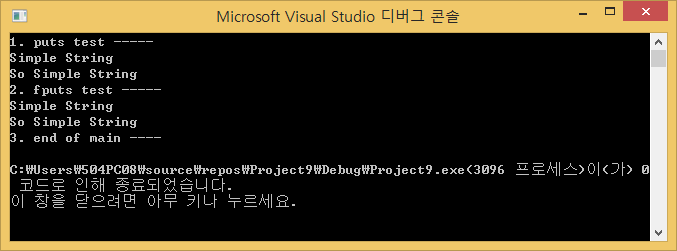 Microsoft Visual Studio 디버그 콘솔
1. puts test -----
Simple String
So Simple String
2. fputs test -----
Simple String
So Simple String
3. end of main ----
C:₩Users₩504PC08₩source₩repos₩Project9₩Debug₩Project9.exe(3096 프로세스)이(가) 0
코드로 인해 종료되었습니다.
이 창을 닫으려면 아무 키나 누르세요.